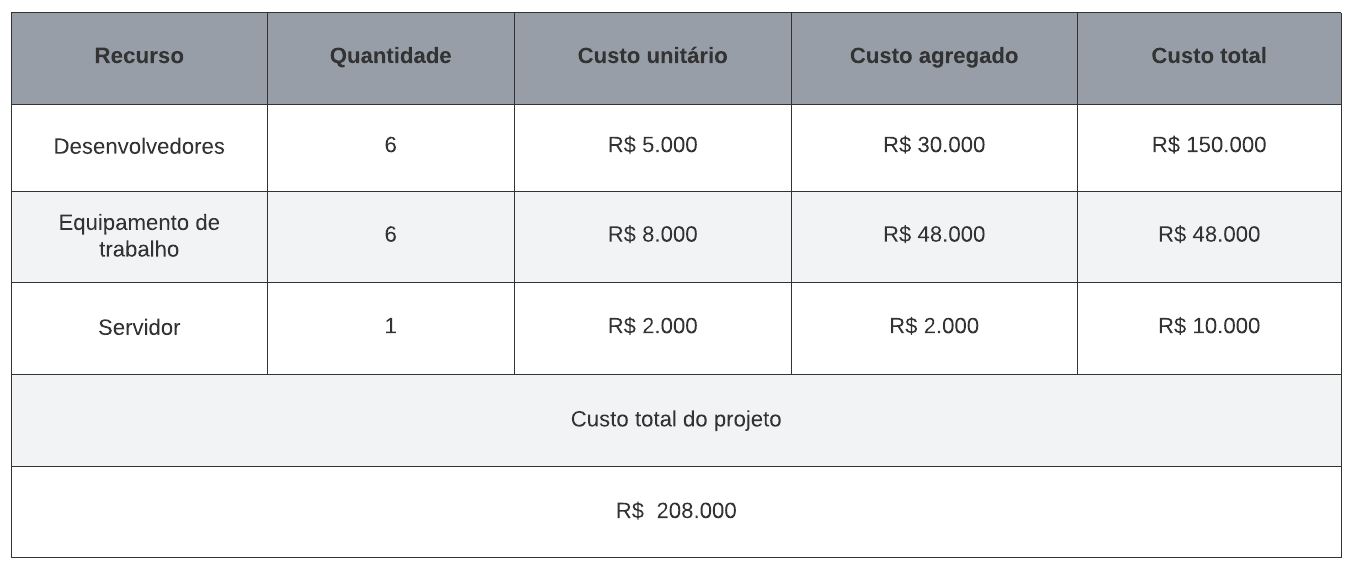 Recurso Quantidade Custo unitário Custo agregado Custo total
Desenvolvedores 6 R$ 5.000 R$ 30.000 R$ 150.000
Equipamento de
trabalho 6 R$ 8.000 R$ 48.000 R$ 48.000
Servidor 1 R$ 2.000 R$ 2.000 R$ 10.000
Custo total do projeto
R$  208.000